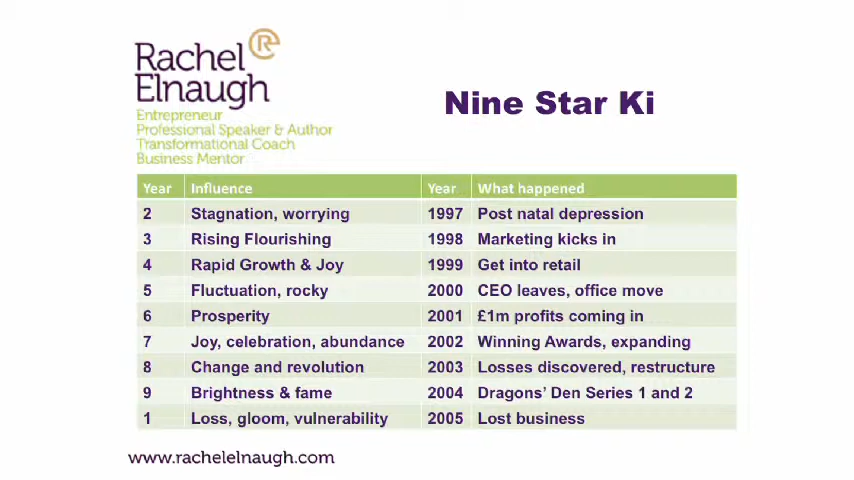 Rachel
Elnaugh
Entrepreneur
Professional Speaker & Author
Transformational Coach
Business Mentor
Nine Star Ki
Year Influence Year What happened
2 Stagnation, worrying 1997 Post natal depression
3 Rising Flourishing 1998 Marketing kicks in
4 Rapid Growth & Joy 1999 Get into retail
5 Fluctuation, rocky 2000 CEO leaves, office move
6 Prosperity 2001 £1m profits coming in
7 Joy, celebration, abundance 2002 Winning Awards, expanding
8 Change and revolution 2003 Losses discovered, restructure
9 Brightness & fame 2004 Dragons' Den Series 1 and 2
1 Loss, gloom, vulnerability 2005 Lost business
www.rachelelnaugh.com